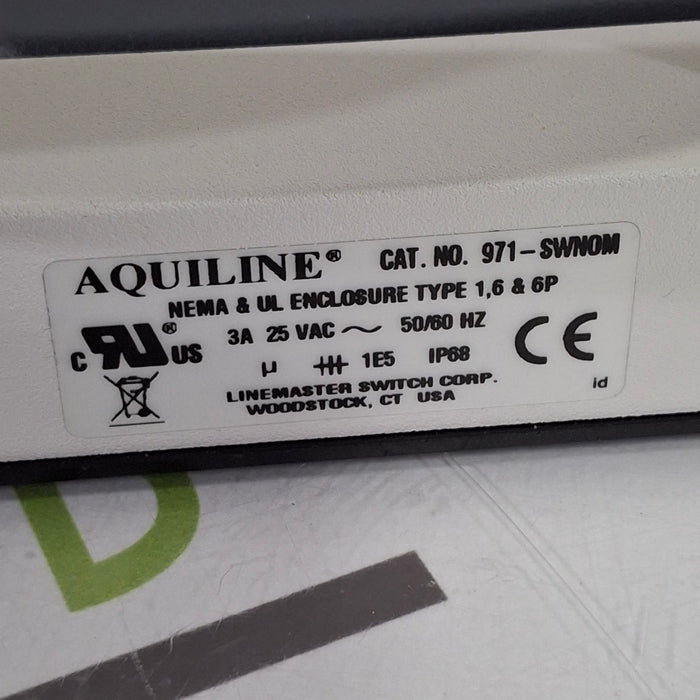 AQUILINE® CAT. NO. 971-SWNOM
NEMA & UL ENCLOSURE TYPE 1,6 & 6P
c RU® US 3A 25 VAC ~ 50/60 HZ CE
µ 1E5 IP68
LINEMASTER SWITCH CORP. id
WOODSTOCK, CT USA